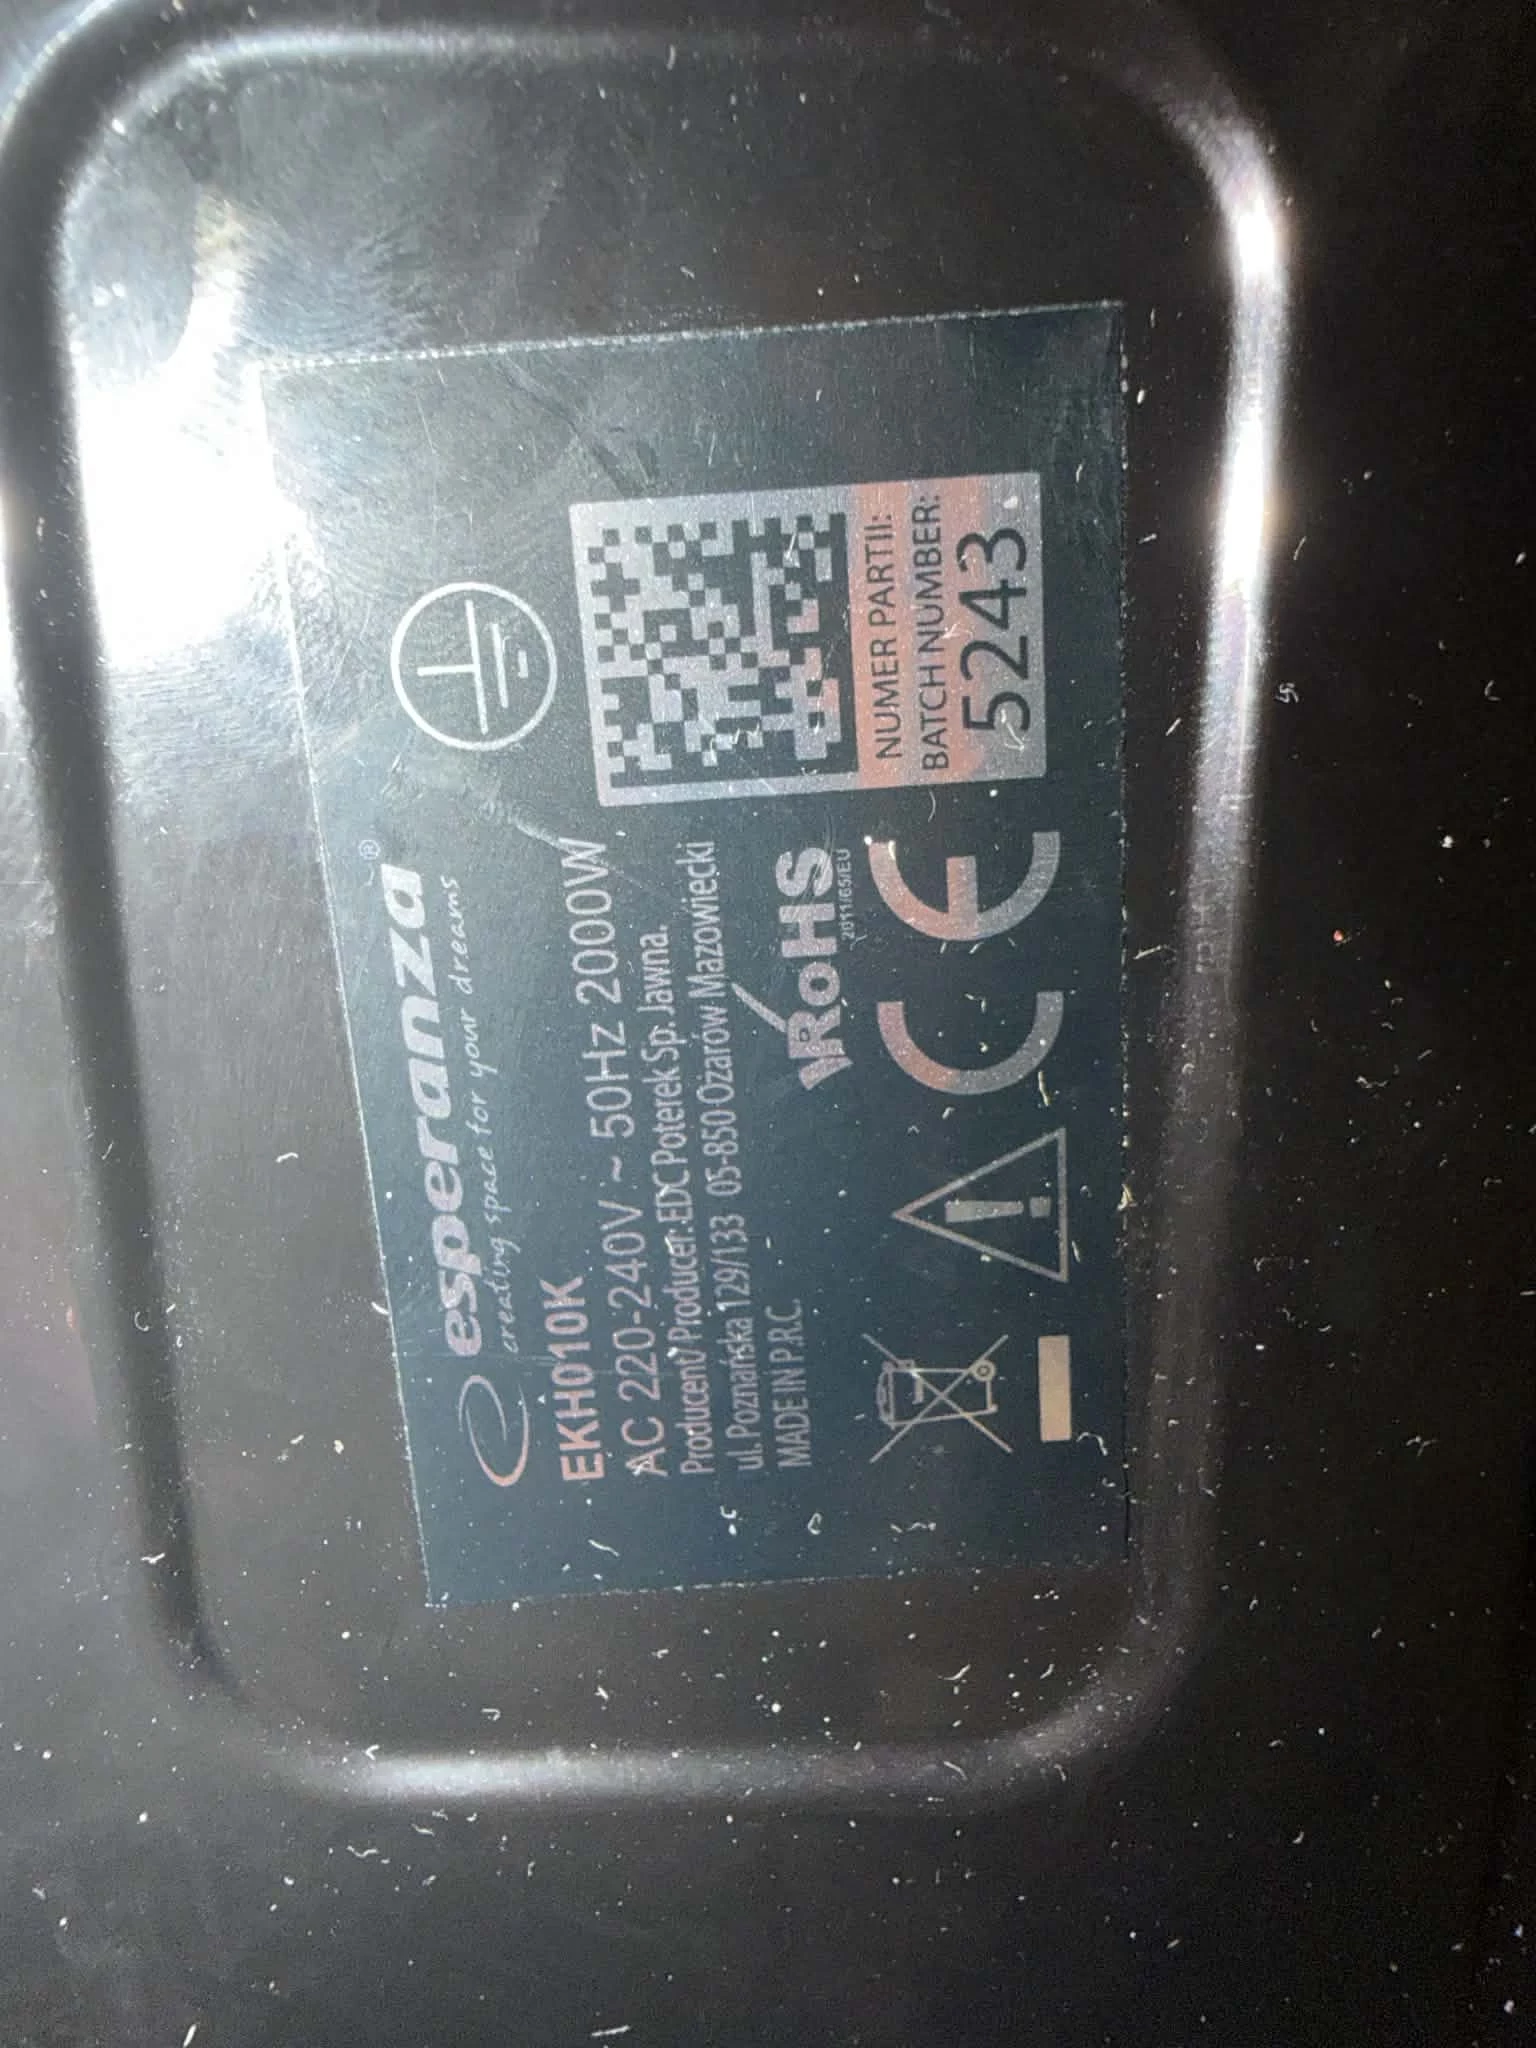 esperanza®
creating space for your dreams
EKH010K
AC 220-240V ~ 50Hz 2000W
Producent/Producer: EDC Poterek Sp. Jawna.
ul. Poznańska 129/133 05-850 Ożarów Mazowiecki
MADE IN P.R.C.
RoHS
2011/65/EU
CE
NUMER PARTII:
BATCH NUMBER:
5243